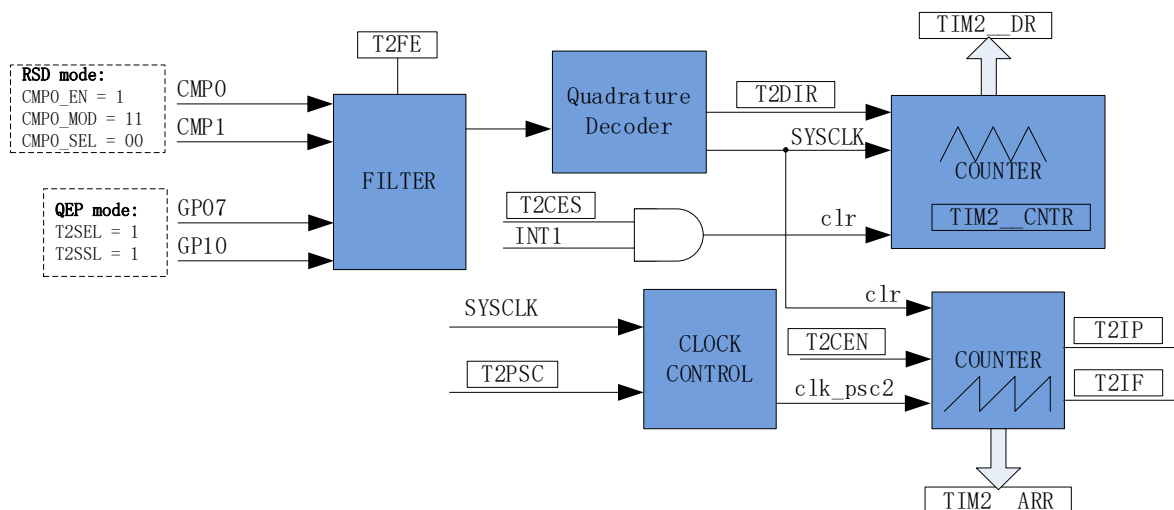 TIM2__DR
T2FE
RSD mode:
CMP0_EN = 1
CMP0_MOD = 11
CMP0_SEL = 00
CMP0
CMP1
FILTER
Quadrature
Decoder
T2DIR
SYSCLK
COUNTER
TIM2__CNTR
QEP mode:
T2SEL = 1
T2SSL = 1
GP07
GP10
T2CES
INT1
clr
SYSCLK
T2PSC
CLOCK
CONTROL
clr
T2CEN
clk_psc2
COUNTER
T2IP
T2IF
TIM2__ARR